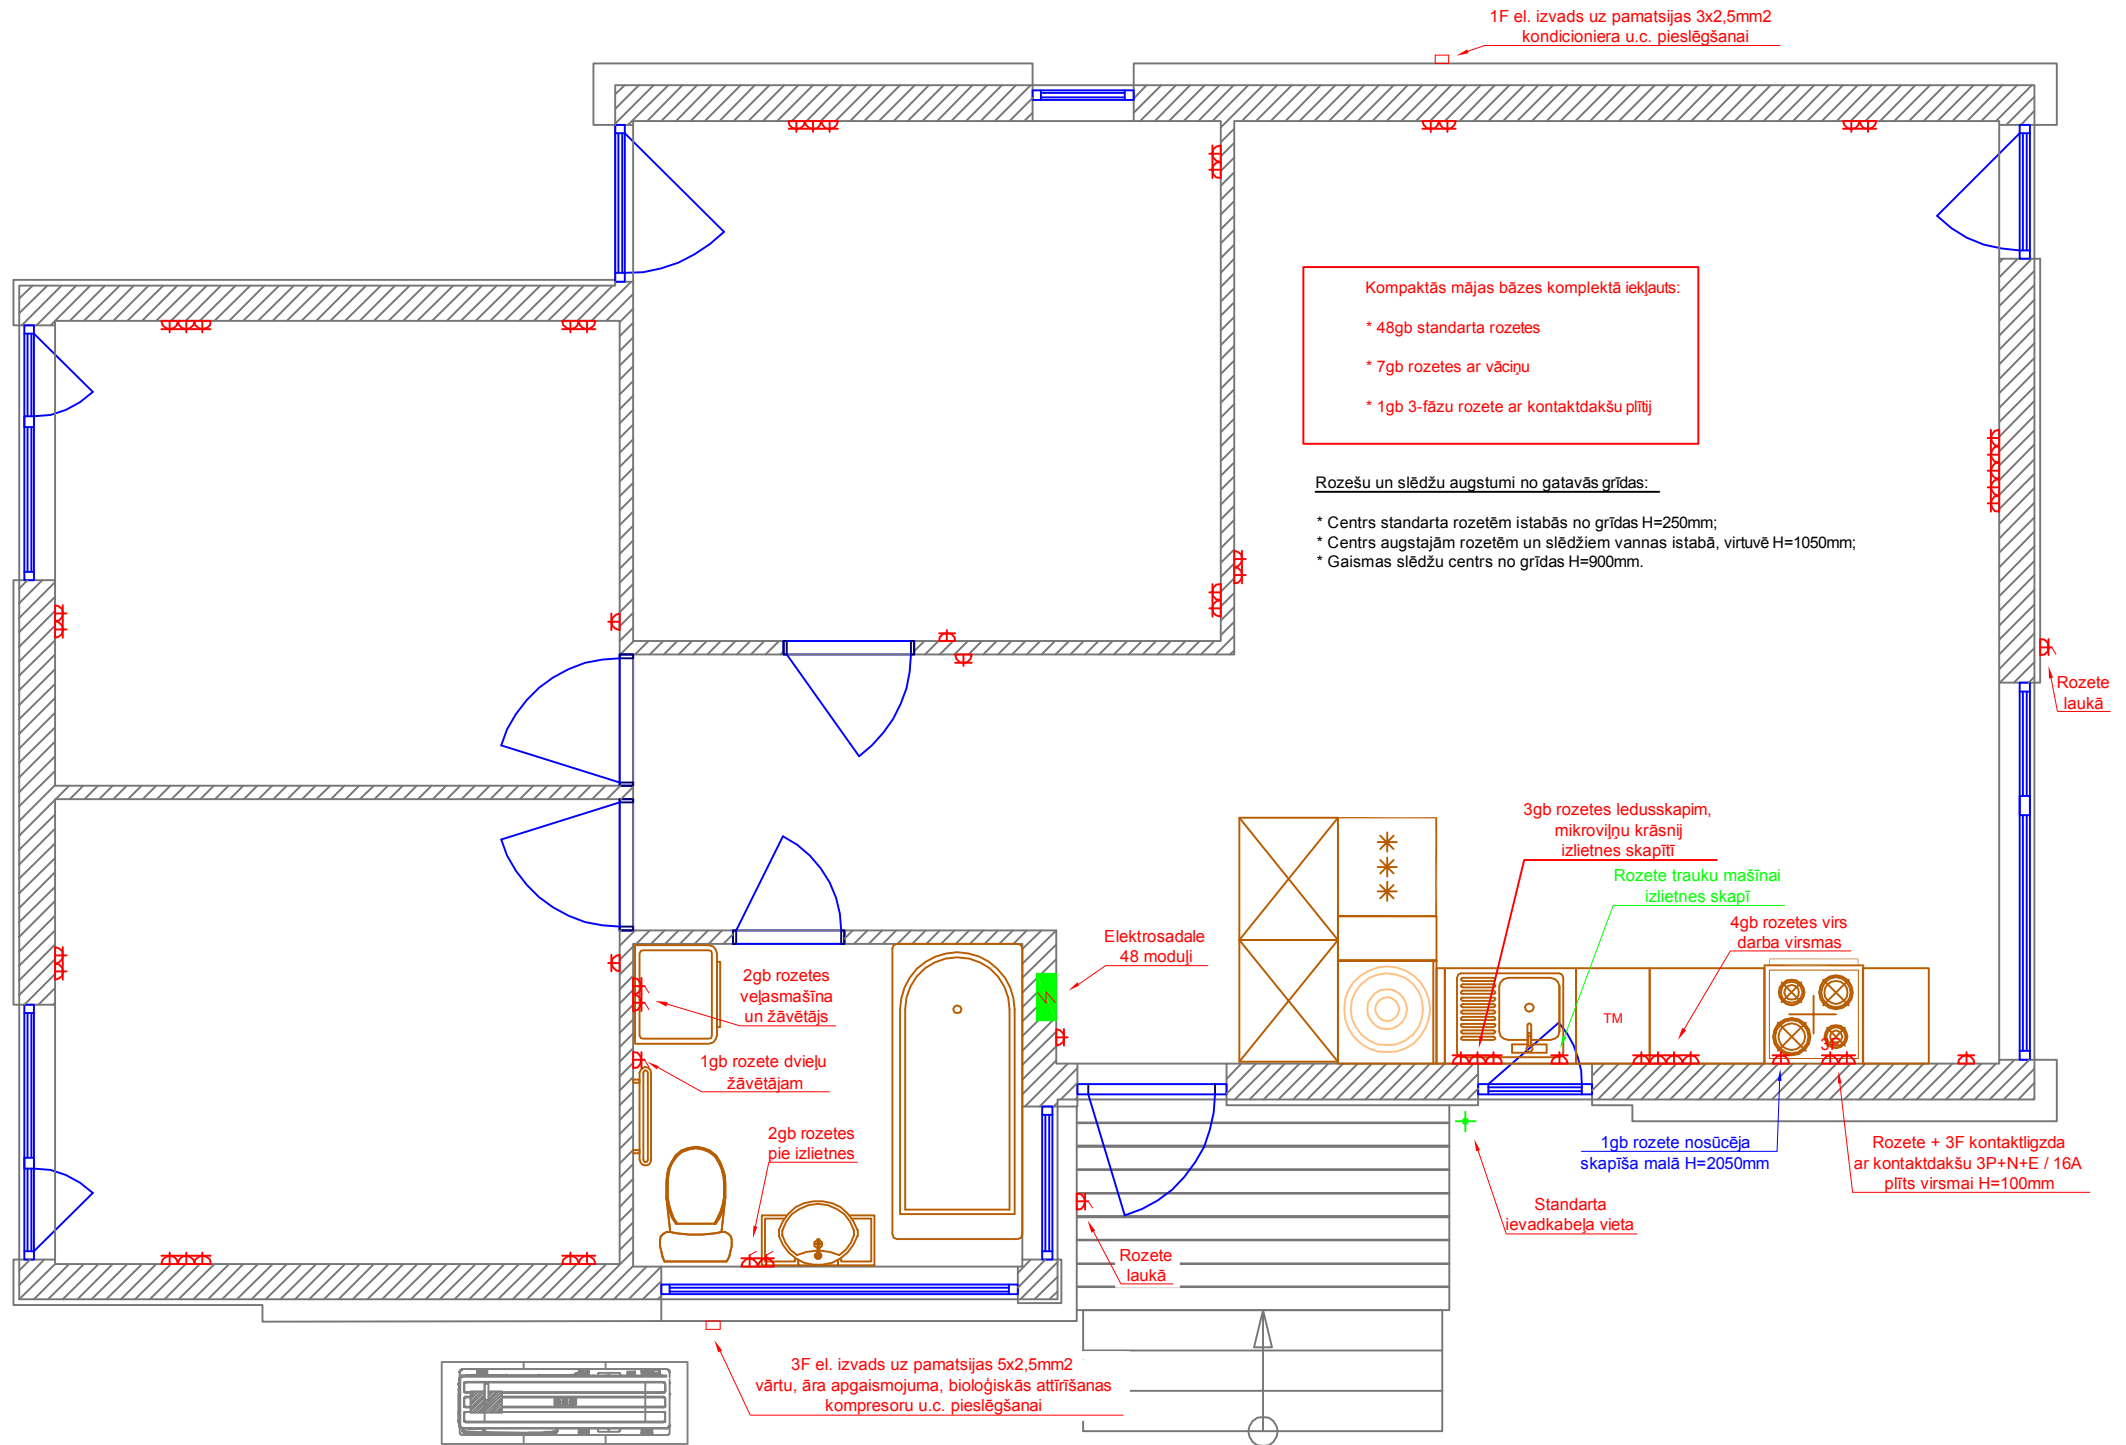 1F el. izvads uz pamatsijas 3x2,5mm2
kondicioniera u.c. pieslēgšanai
Kompaktās mājas bāzes komplektā iekļauts:
* 48gb standarta rozetes
* 7gb rozetes ar vāciņu
* 1gb 3-fāzu rozete ar kontaktdakšu plītij
Rozešu un slēdžu augstumi no gatavās grīdas:
* Centrs standarta rozetēm istabās no grīdas H=250mm;
* Centrs augstajām rozetēm un slēdžiem vannas istabā, virtuvē H=1050mm;
* Gaismas slēdžu centrs no grīdas H=900mm.
Rozete
laukā
3gb rozetes ledusskapim,
mikroviļņu krāsnij
izlietnes skapītī
Rozete trauku mašīnai
izlietnes skapī
4gb rozetes virs
darba virsmas
Elektrosadale
48 moduļi
2gb rozetes
veļasmašīna
un žāvētājs
TM
3F
1gb rozete dvieļu
žāvētājam
2gb rozetes
pie izlietnes
1gb rozete nosūcēja
skapīša malā H=2050mm
Rozete + 3F kontaktligzda
ar kontaktdakšu 3P+N+E / 16A
plīts virsmai H=100mm
Standarta
ievadkabeļa vieta
Rozete
laukā
3F el. izvads uz pamatsijas 5x2,5mm2
vārtu, āra apgaismojuma, bioloģiskās attīrīšanas
kompresoru u.c. pieslēgšanai